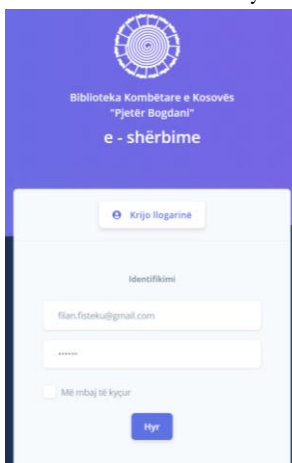 Biblioteka Kombëtare e Kosovës
"Pjetër Bogdani"
e - shërbime
Krijo llogarinë
Identifikimi
filan.fisteku@gmail.com
······
Më mbaj të kyçur
Hyr